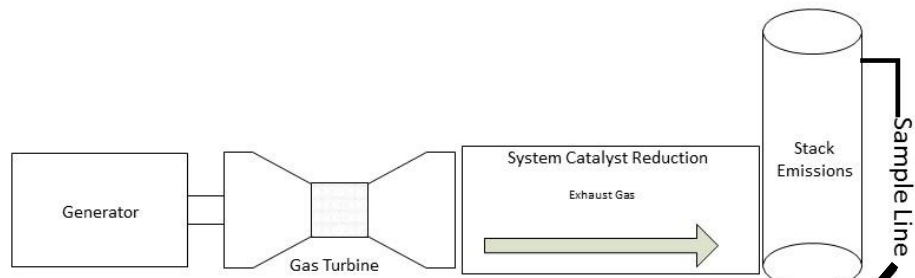 System Catalyst Reduction
Exhaust Gas
Stack
Emissions
Sample Line
Generator
Gas Turbine